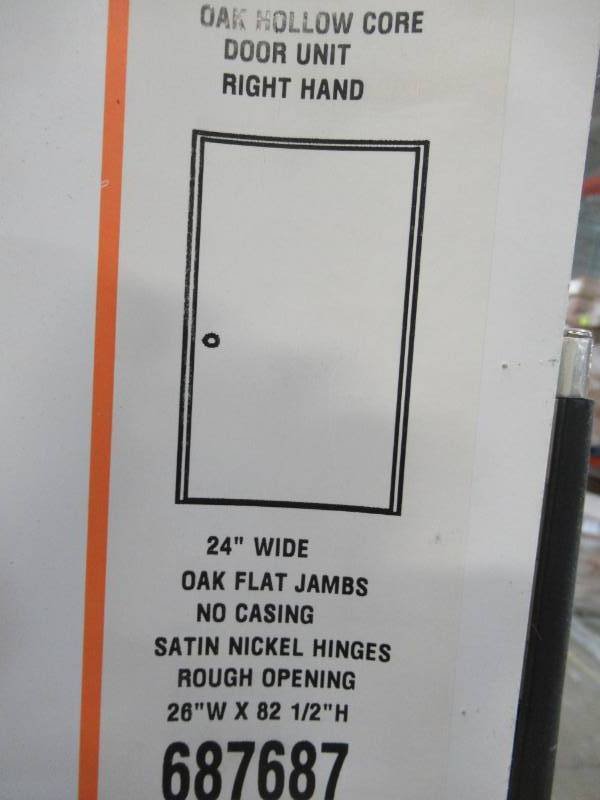 OAK HOLLOW CORE
DOOR UNIT
RIGHT HAND
24" WIDE
OAK FLAT JAMBS
NO CASING
SATIN NICKEL HINGES
ROUGH OPENING
26"W X 82 1/2"H
687687